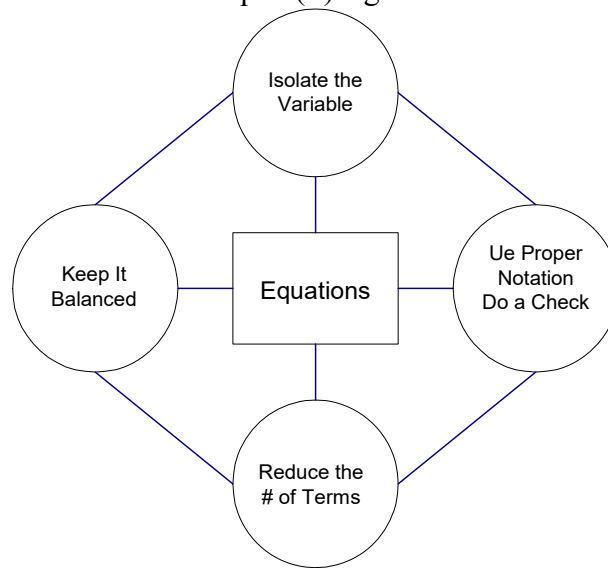 Isolate the
Variable
Keep It
Balanced
Equations
Ue Proper
Notation
Do a Check
Reduce the
# of Terms